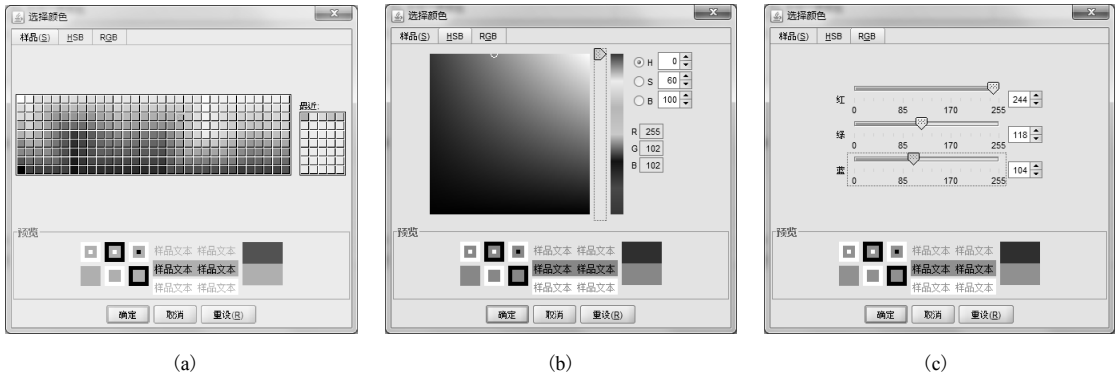 选择颜色
样品(S) HSB RGB
最近:
预览
样品文本 样品文本
样品文本 样品文本
样品文本 样品文本
确定 取消 重设(R)
(a)
选择颜色
样品(S) HSB RGB
H 0
S 60
B 100
R 255
G 102
B 102
预览
样品文本 样品文本
样品文本 样品文本
样品文本 样品文本
确定 取消 重设(R)
(b)
选择颜色
样品(S) HSB RGB
红 244
0 85 170 255
绿 118
0 85 170 255
蓝 104
0 85 170 255
预览
样品文本 样品文本
样品文本 样品文本
样品文本 样品文本
确定 取消 重设(R)
(c)